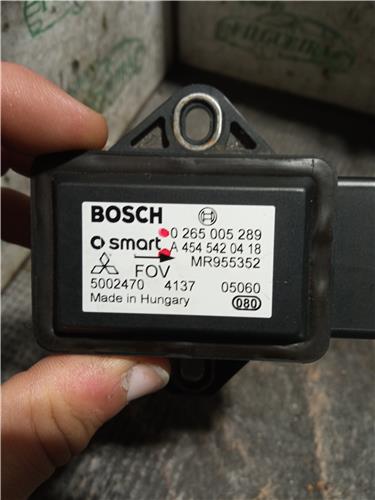 BOSCH
0 265 005 289
smart A 454 542 04 18
MR955352
FOV
5002470 4137 05060
Made in Hungary 080